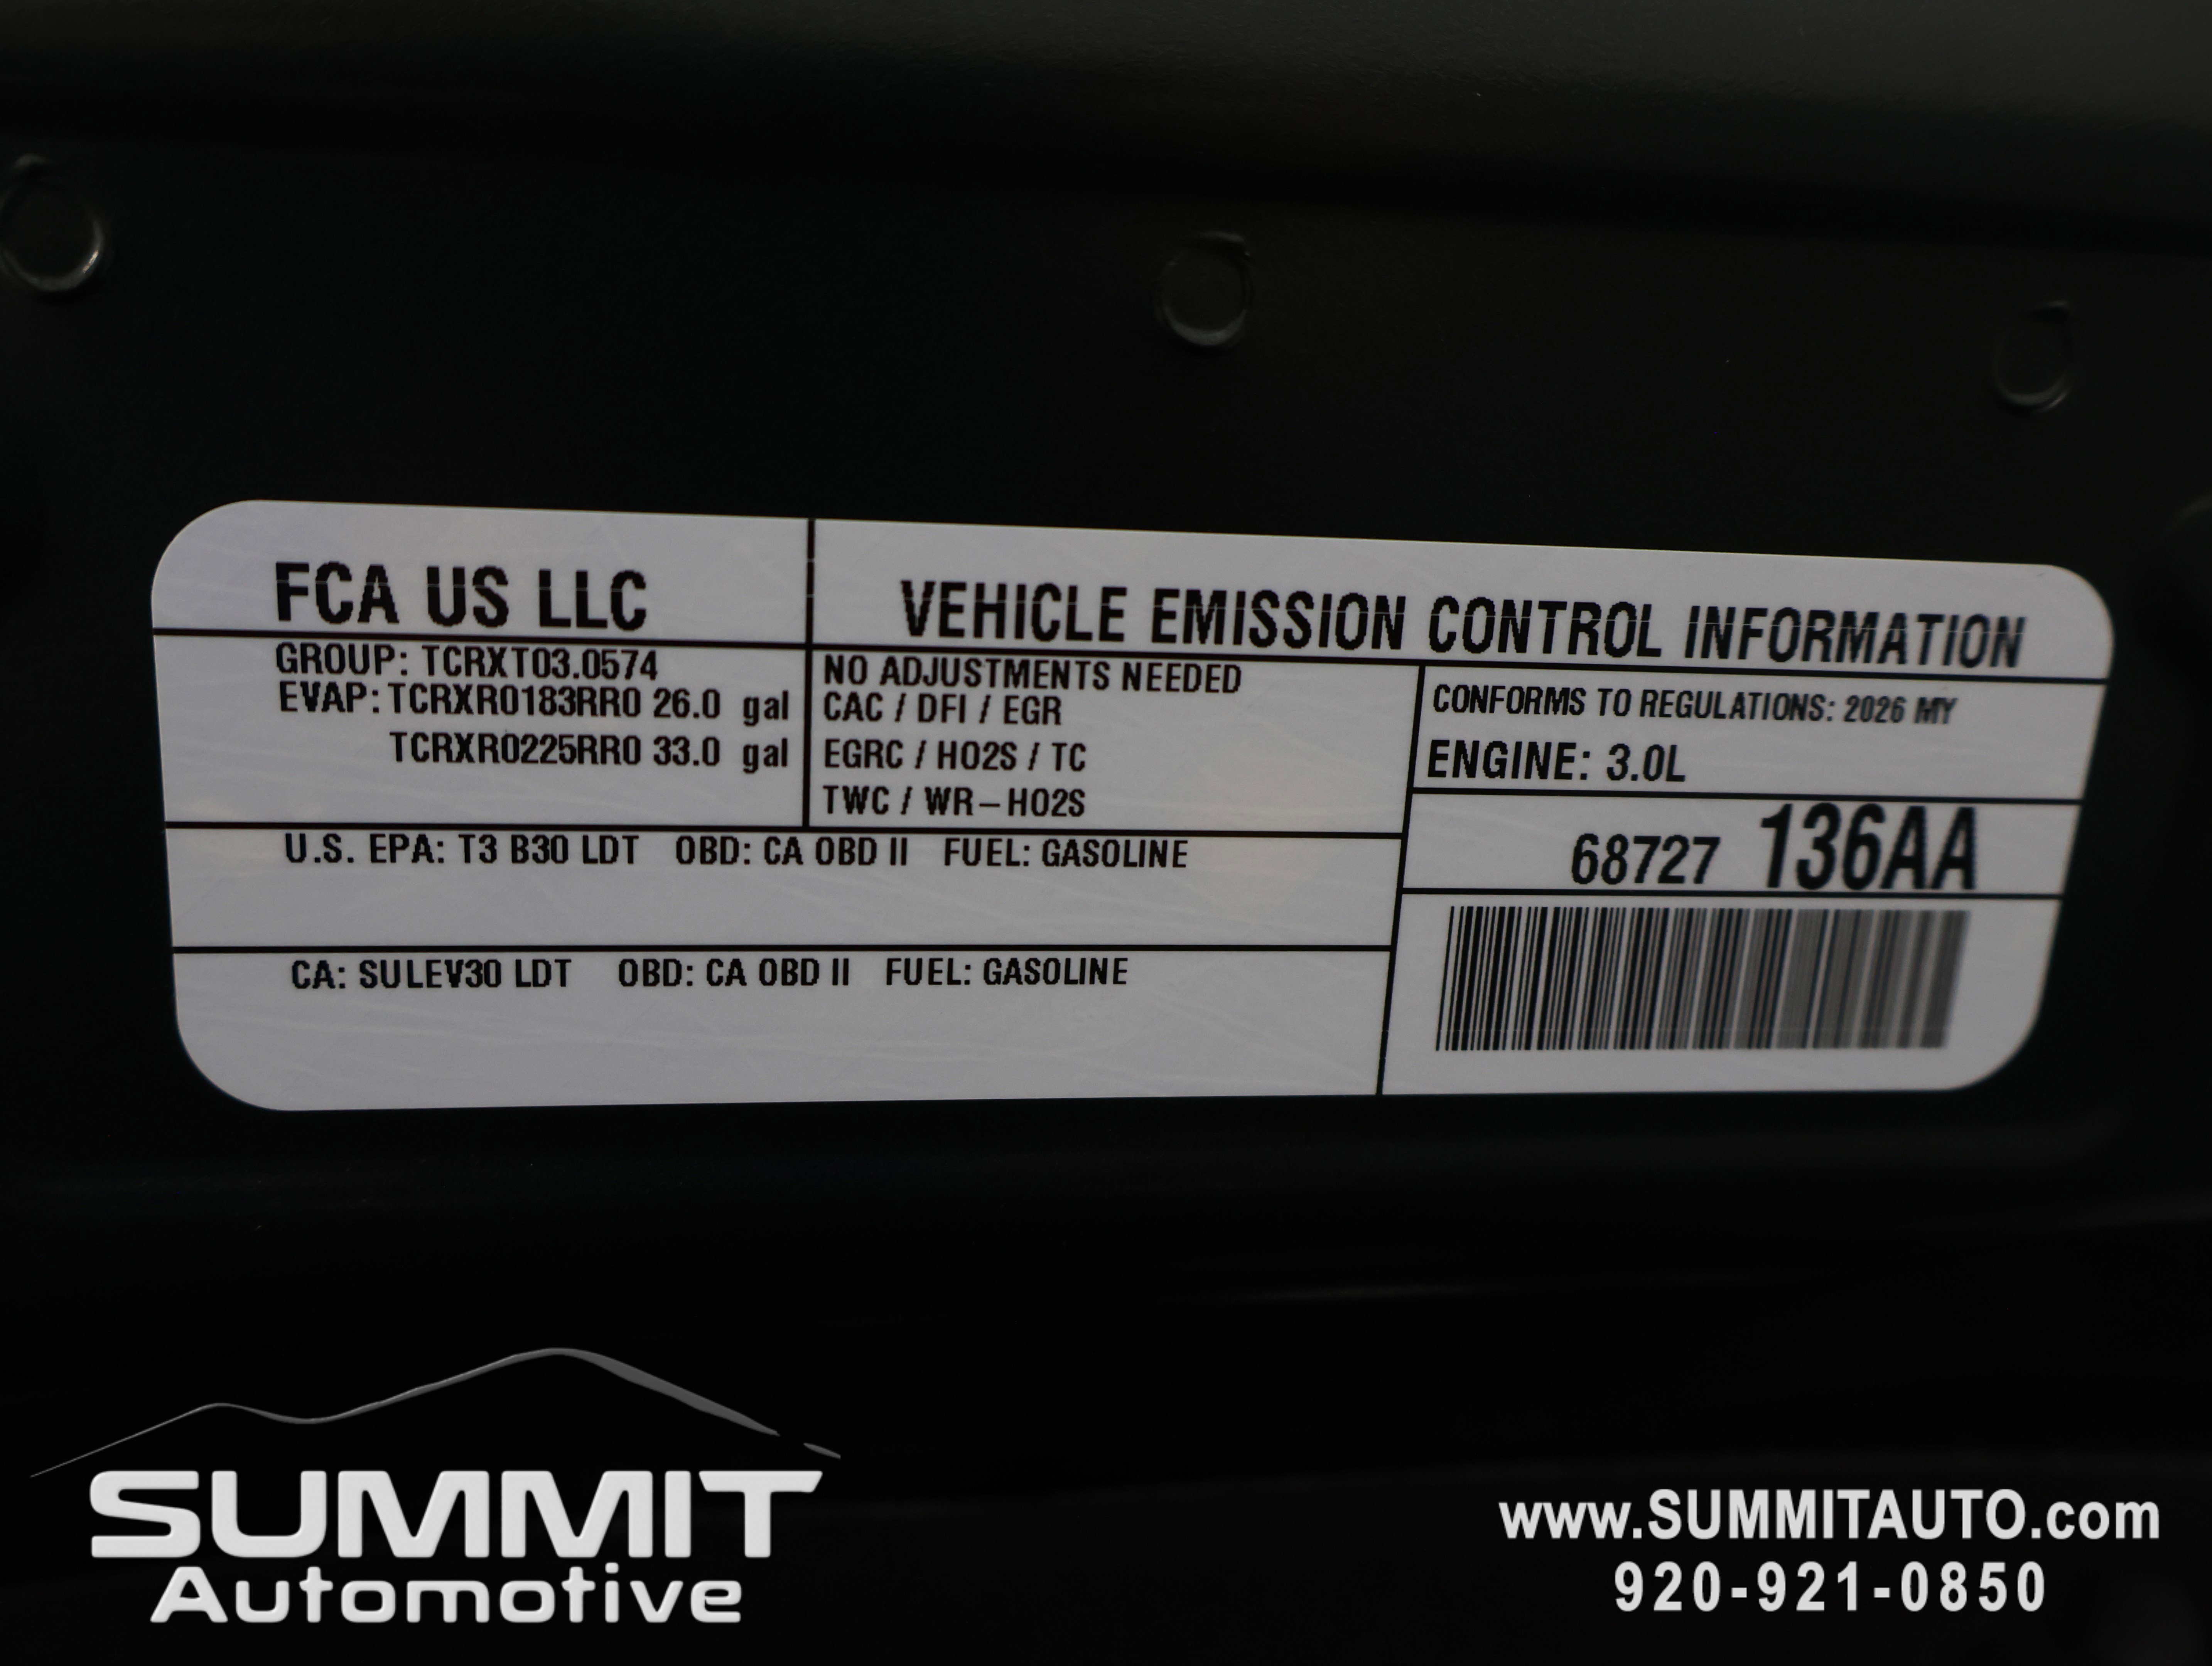 FCA US LLC
VEHICLE EMISSION CONTROL INFORMATION
GROUP: TCRXT03.0574
EVAP: TCRXR0183RR0 26.0 gal
TCRXR0225RR0 33.0 gal
NO ADJUSTMENTS NEEDED
CAC / DFI / EGR
EGRC / HO2S / TC
TWC / WR-HO2S
CONFORMS TO REGULATIONS: 2026 MY
ENGINE: 3.0L
68727 136AA
U.S. EPA: T3 B30 LDT OBD: CA OBD II FUEL: GASOLINE
CA: SULEV30 LDT OBD: CA OBD II FUEL: GASOLINE
SUMMIT
Automotive
www.SUMMITAUTO.com
920-921-0850